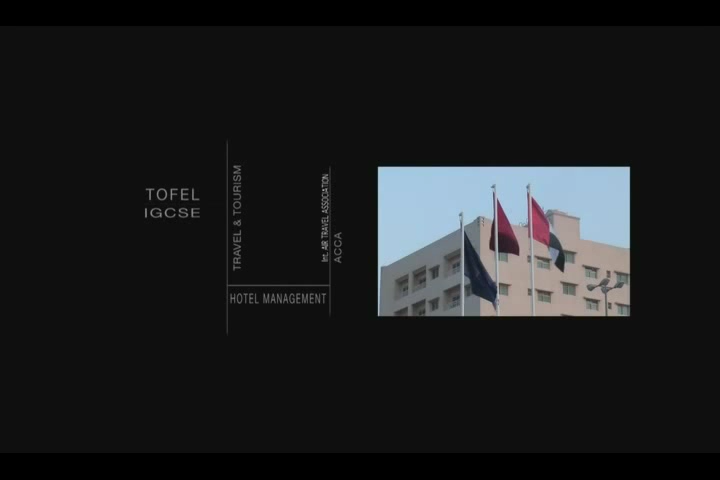 TOFEL
IGCSE
TRAVEL & TOURISM
Int. AIR TRAVEL ASSOCIATION
ACCA
HOTEL MANAGEMENT